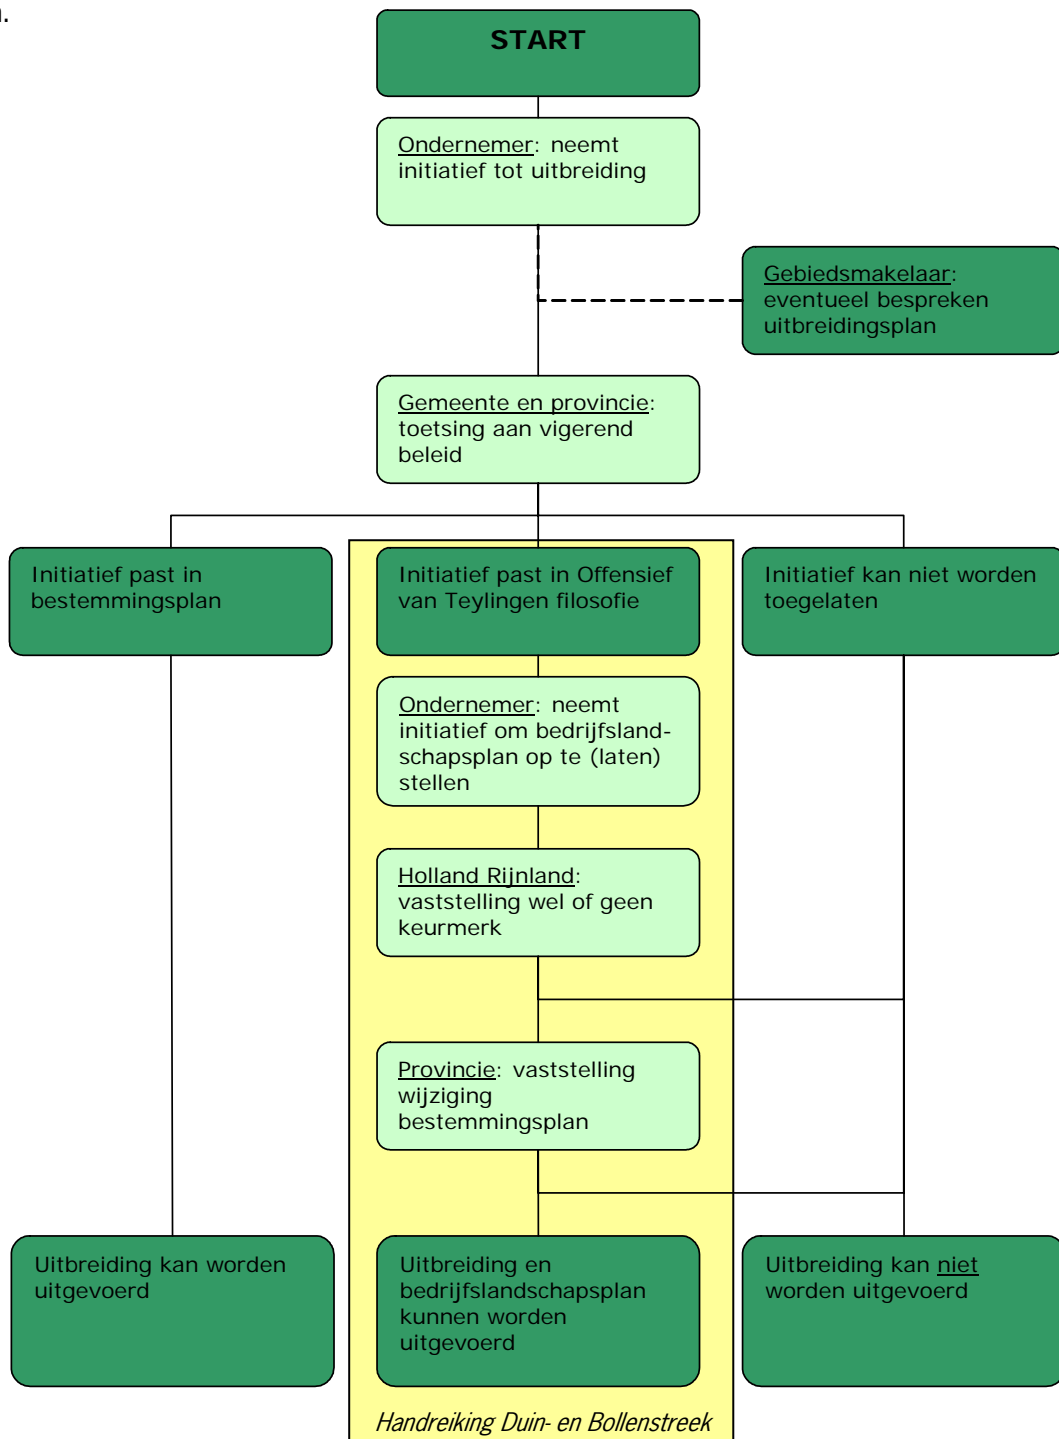 START
Ondernemer: neemt
initiatief tot uitbreiding
Gebiedsmakelaar:
eventueel bespreken
uitbreidingsplan
Gemeente en provincie:
toetsing aan vigerend
beleid
Initiatief past in
bestemmingsplan
Initiatief past in Offensief
van Teylingen filosofie
Initiatief kan niet worden
toegelaten
Ondernemer: neemt
initiatief om bedrijfsland-
schapsplan op te (laten)
stellen
Holland Rijnland:
vaststelling wel of geen
keurmerk
Provincie: vaststelling
wijziging
bestemmingsplan
Uitbreiding kan worden
uitgevoerd
Uitbreiding en
bedrijfslandschapsplan
kunnen worden
uitgevoerd
Uitbreiding kan niet
worden uitgevoerd
Handreiking Duin- en Bollenstreek